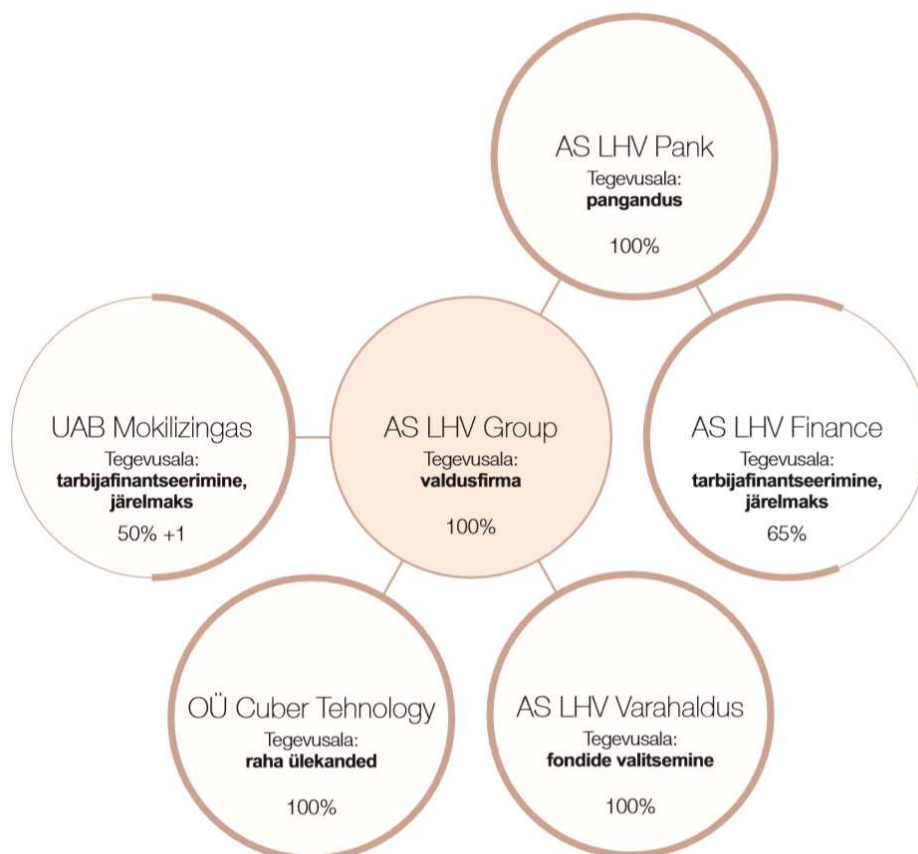 AS LHV Pank
Tegevusala:
pangandus
100%
UAB Mokilizingas
Tegevusala:
tarbijafinantseerimine,
järelmaks
50% +1
AS LHV Group
Tegevusala:
valdusfirma
100%
AS LHV Finance
Tegevusala:
tarbijafinantseerimine,
järelmaks
65%
OÜ Cuber Tehnology
Tegevusala:
raha ülekanded
100%
AS LHV Varahaldus
Tegevusala:
fondide valitsemine
100%